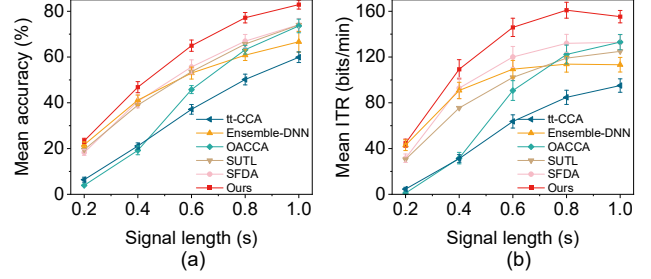 80
60
40
20
0
Mean accuracy (%)
tt-CCA
Ensemble-DNN
OACCA
SUTL
SFDA
Ours
0.2 0.4 0.6 0.8 1.0
Signal length (s)
(a)
160
120
80
40
0
Mean ITR (bits/min)
tt-CCA
Ensemble-DNN
OACCA
SUTL
SFDA
Ours
0.2 0.4 0.6 0.8 1.0
Signal length (s)
(b)